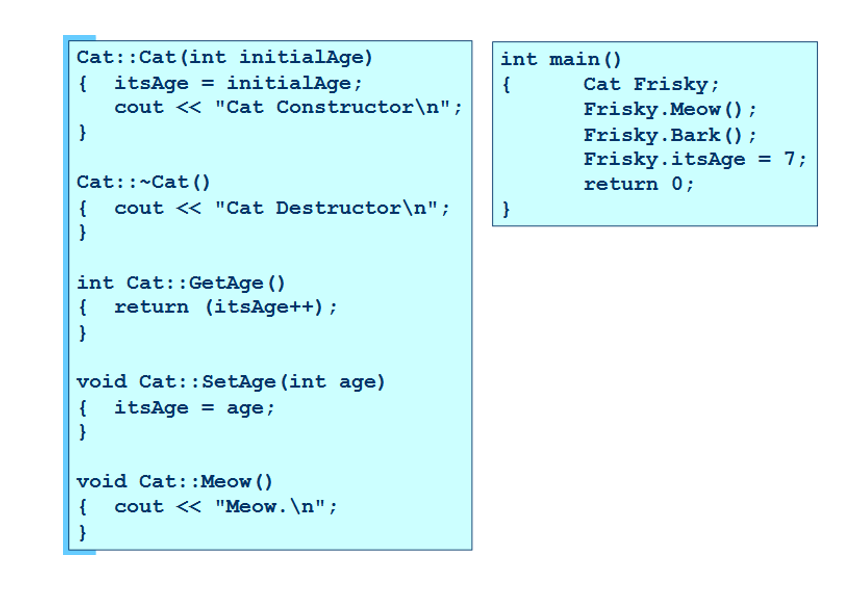 Cat::Cat(int initialAge)
{  itsAge = initialAge;
   cout << "Cat Constructor\n";
}

Cat::~Cat()
{  cout << "Cat Destructor\n";
}

int Cat::GetAge()
{  return (itsAge++);
}

void Cat::SetAge(int age)
{  itsAge = age;
}

void Cat::Meow()
{  cout << "Meow.\n";
}

int main()
{      Cat Frisky;
       Frisky.Meow();
       Frisky.Bark();
       Frisky.itsAge = 7;
       return 0;
}